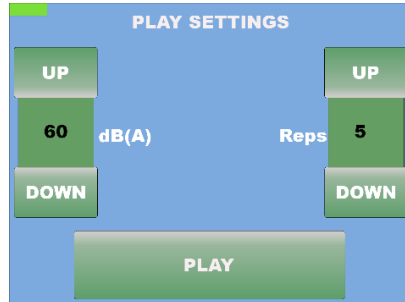 PLAY SETTINGS
UP UP
60 dB(A) Reps 5
DOWN DOWN
PLAY